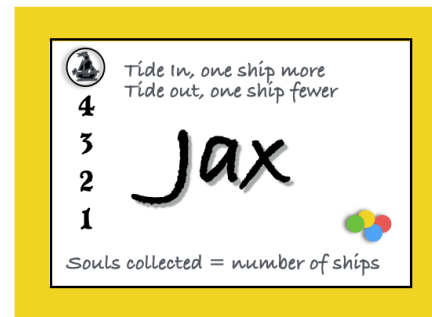 Tide In, one ship more
Tide out, one ship fewer
4
3
2
1
Jax
Souls collected = number of ships